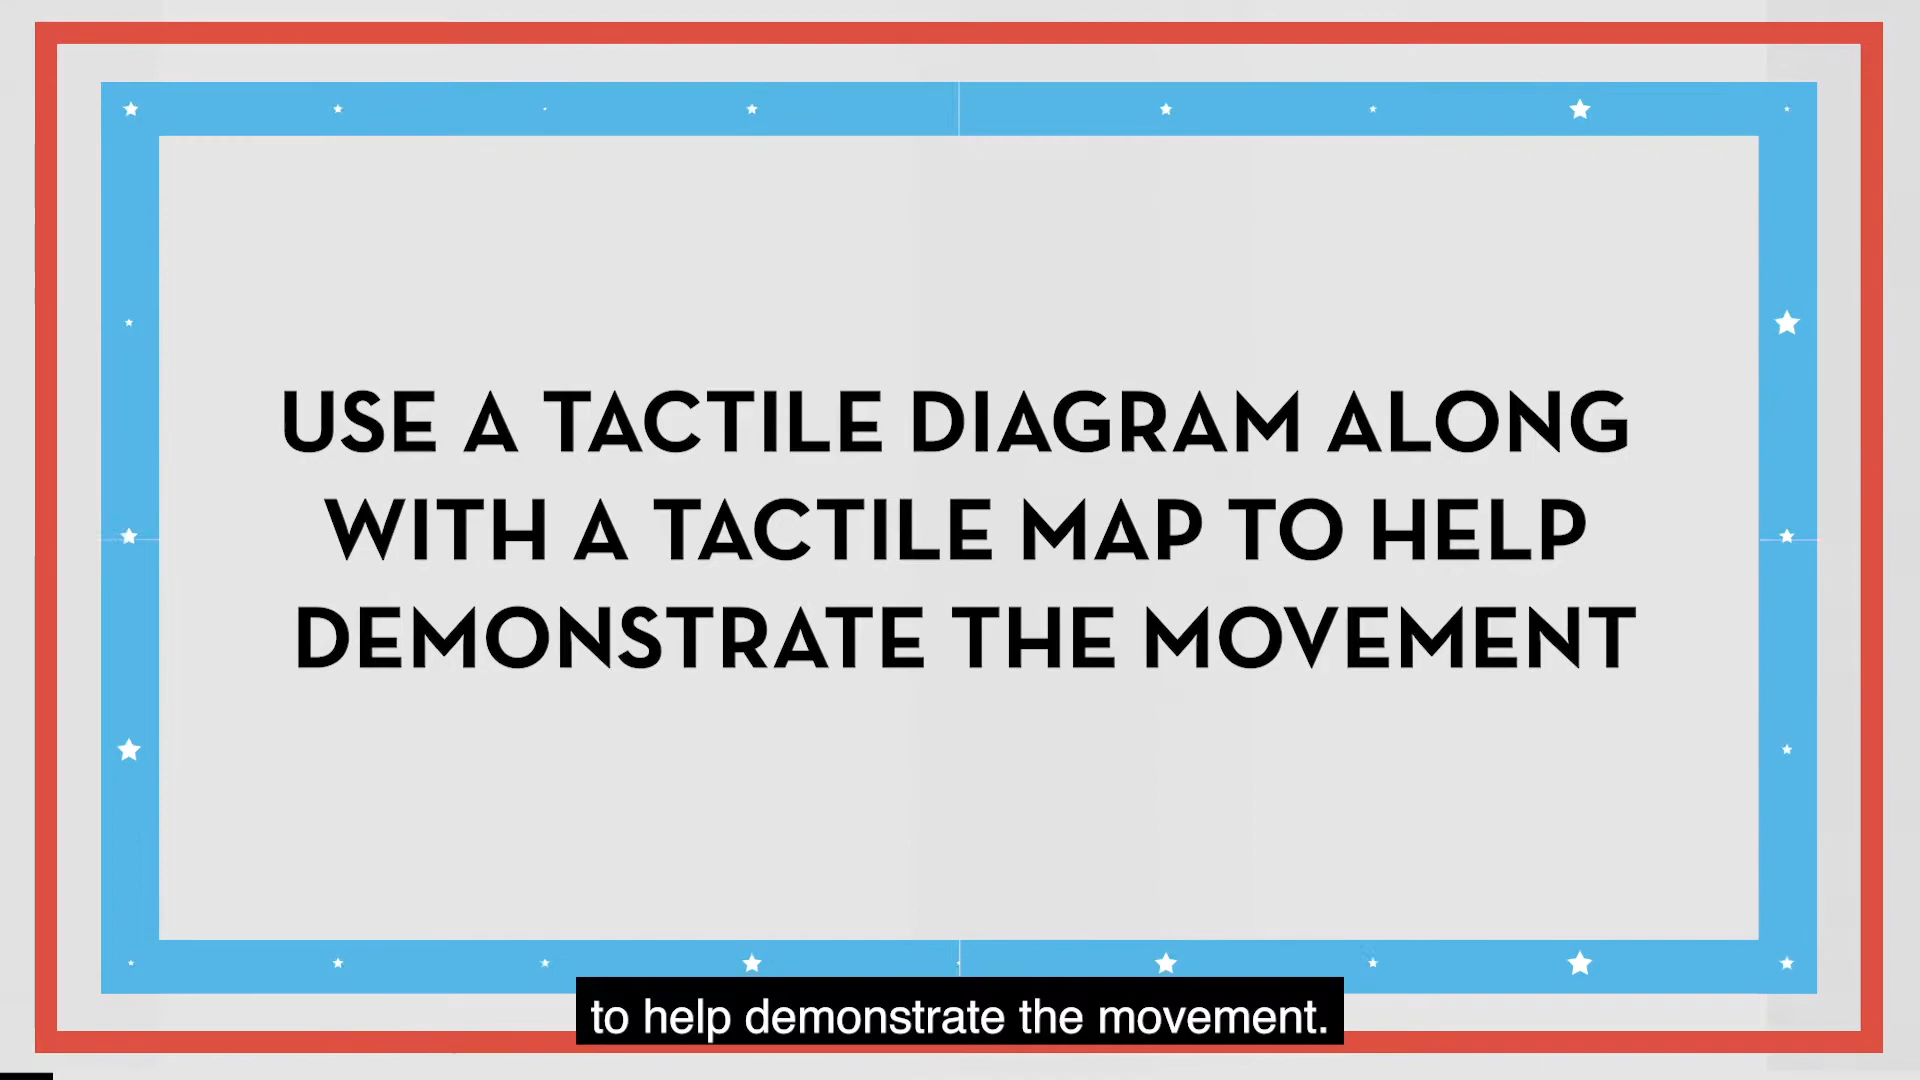 USE A TACTILE DIAGRAM ALONG
WITH A TACTILE MAP TO HELP
DEMONSTRATE THE MOVEMENT
to help demonstrate the movement.